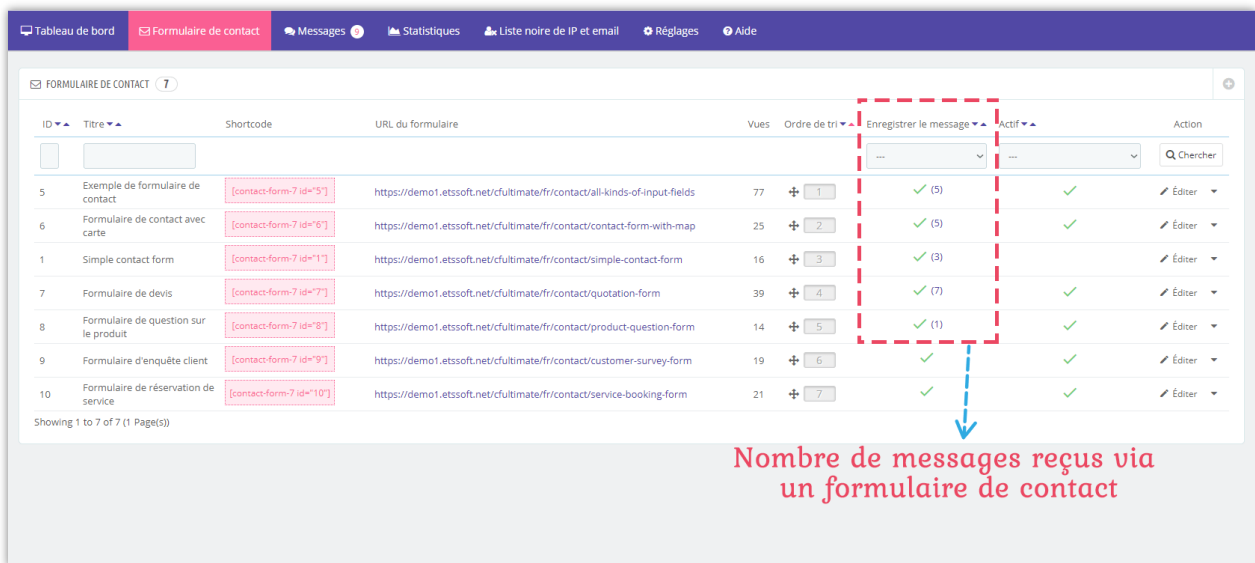 Tableau de bord Formulaire de contact Messages 9 Statistiques Liste noire de IP et email Réglages Aide
FORMULAIRE DE CONTACT 7
ID Titre Shortcode URL du formulaire Vues Ordre de tri Enregistrer le message Actif Action
--- --- Chercher
5 Exemple de formulaire de contact [contact-form-7 id="5"] https://demo1.etssoft.net/cfultimate/fr/contact/all-kinds-of-input-fields 77 1 (5) Éditer
6 Formulaire de contact avec carte [contact-form-7 id="6"] https://demo1.etssoft.net/cfultimate/fr/contact/contact-form-with-map 25 2 (5) Éditer
1 Simple contact form [contact-form-7 id="1"] https://demo1.etssoft.net/cfultimate/fr/contact/simple-contact-form 16 3 (3)
7 Formulaire de devis [contact-form-7 id="7"] https://demo1.etssoft.net/cfultimate/fr/contact/quotation-form 39 4 (7) Éditer
8 Formulaire de question sur le produit [contact-form-7 id="8"] https://demo1.etssoft.net/cfultimate/fr/contact/product-question-form 14 5 (1) Éditer
9 Formulaire d'enquête client [contact-form-7 id="9"] https://demo1.etssoft.net/cfultimate/fr/contact/customer-survey-form 19 6 Éditer
10 Formulaire de réservation de service [contact-form-7 id="10"] https://demo1.etssoft.net/cfultimate/fr/contact/service-booking-form 21 7 Éditer
Showing 1 to 7 of 7 (1 Page(s))
Nombre de messages reçus via
un formulaire de contact